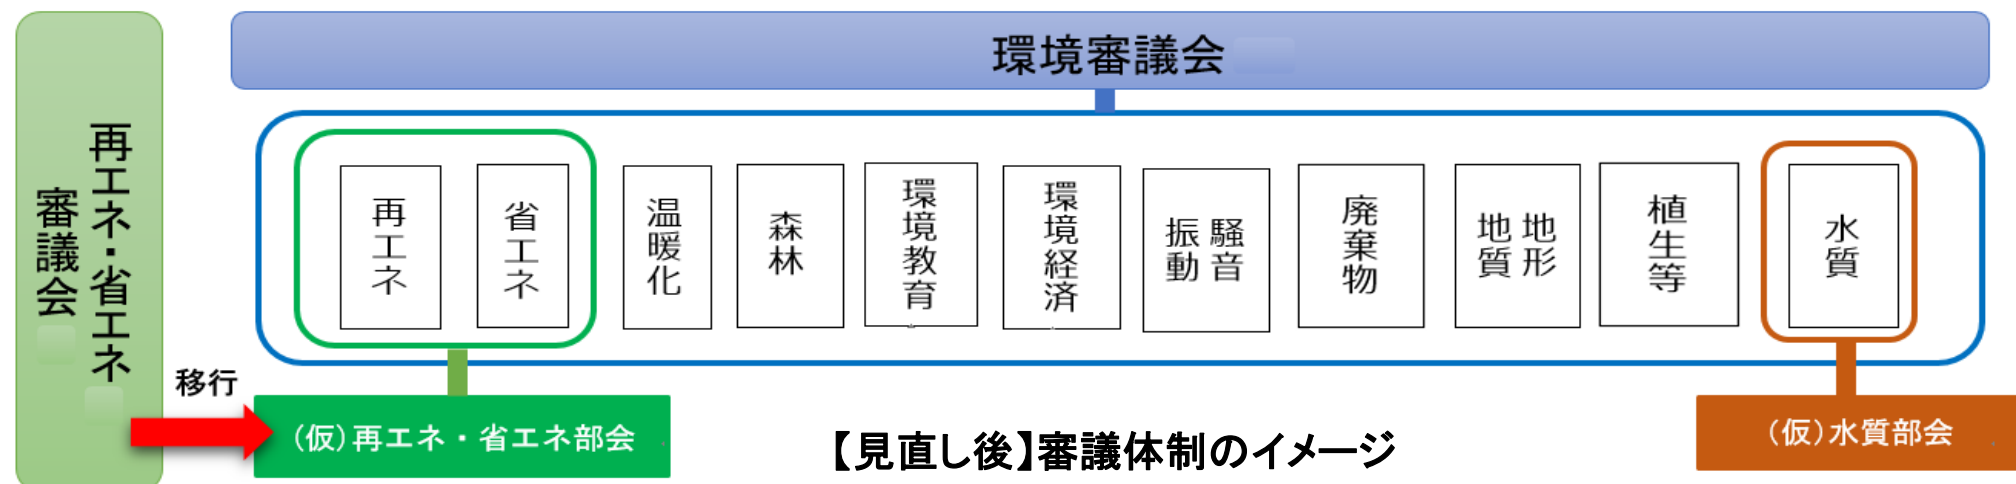 再エネ・省エネ
審議会
環境審議会
再エネ
省エネ
温暖化
森林
環境教育
環境経済
騒音
振動
廃棄物
地形
地質
植生等
水質
移行
（仮）再エネ・省エネ部会
【見直し後】審議体制のイメージ
（仮）水質部会